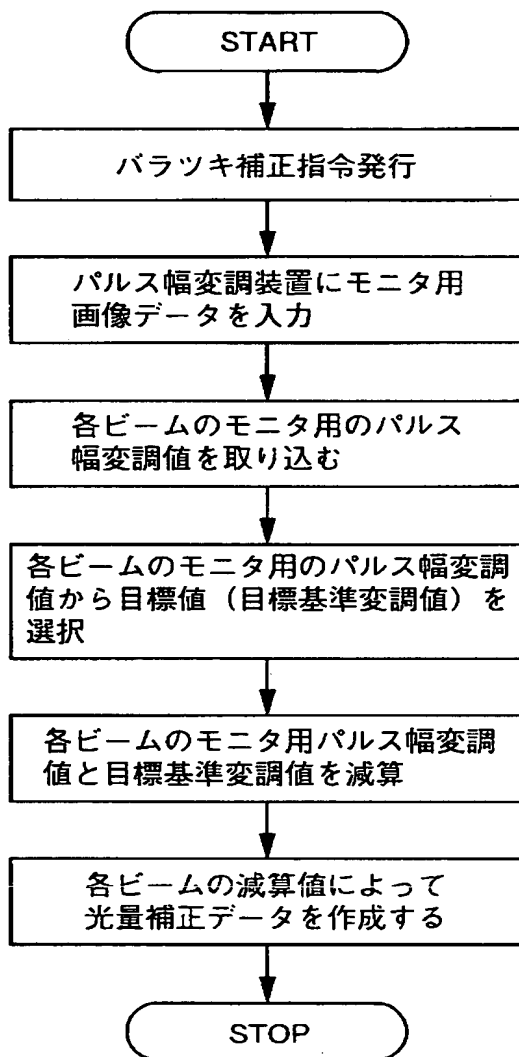 START
バラツキ補正指令発行
パルス幅変調装置にモニタ用
画像データを入力
各ビームのモニタ用のパルス
幅変調値を取り込む
各ビームのモニタ用のパルス幅変調
値から目標値（目標基準変調値）を
選択
各ビームのモニタ用パルス幅変調
値と目標基準変調値を減算
各ビームの減算値によって
光量補正データを作成する
STOP